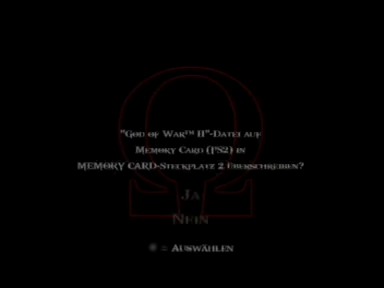 "God of War™ II"-Datei auf
Memory Card (PS2) in
MEMORY CARD-Steckplatz 2 überschreiben?
Ja
Nein
= Auswählen